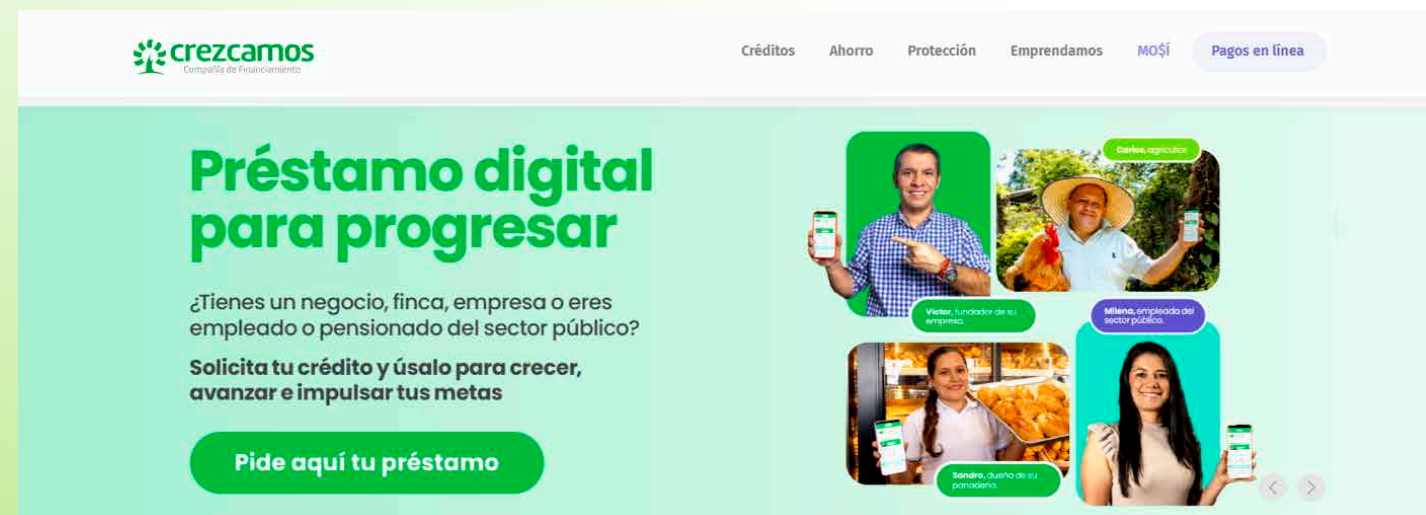 crezcamos
Compañía de Financiamiento
Créditos
Ahorro
Protección
Emprendamos
MO$Í
Pagos en línea
Préstamo digital
para progresar
¿Tienes un negocio, finca, empresa o eres
empleado o pensionado del sector público?
Solicita tu crédito y úsalo para crecer,
avanzar e impulsar tus metas
Pide aquí tu préstamo
Carlos, agricultor
Víctor, fundador de su
empresa.
Milena, empleada del
sector público.
Sandra, dueña de su
panadería.